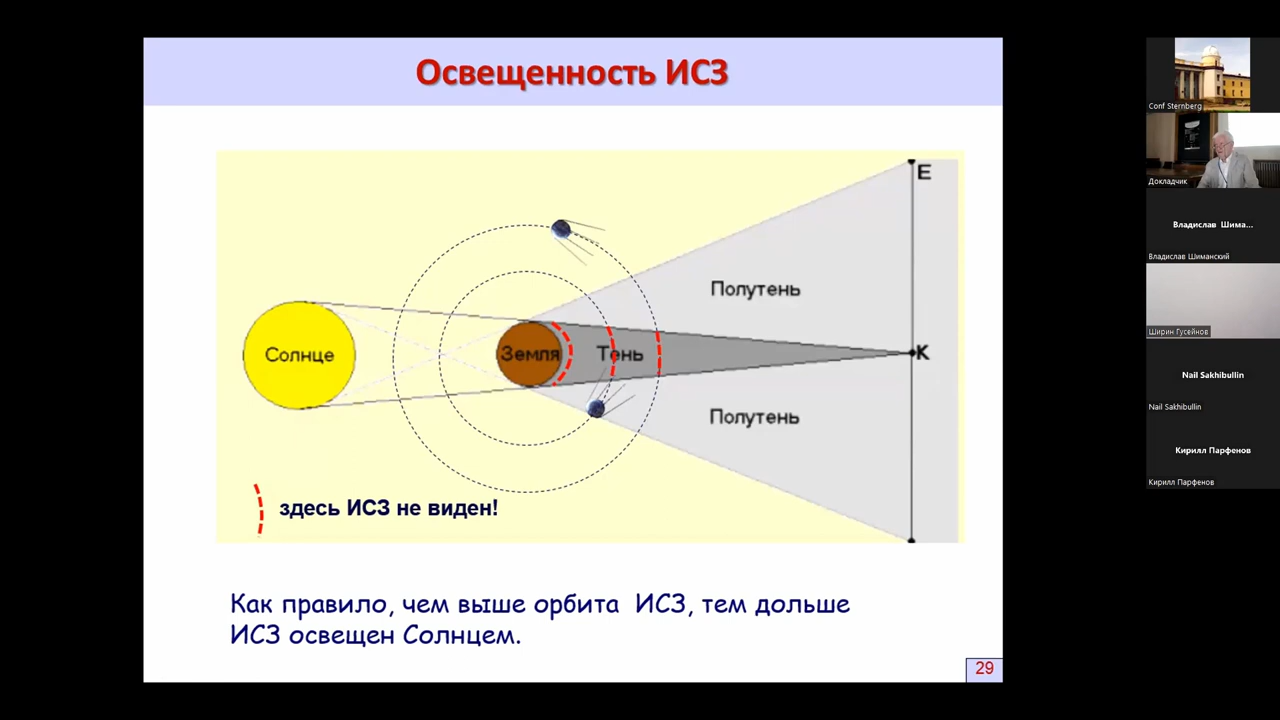 Освещенность ИСЗ
E
Полутень
Солнце
Земля
Тень
К
Полутень
здесь ИСЗ не виден!
Как правило, чем выше орбита ИСЗ, тем дольше
ИСЗ освещен Солнцем.
29
Conf Sternberg
Докладчик
Владислав Шима...
Владислав Шиманский
Ширин Гусейнов
Nail Sakhibullin
Nail Sakhibullin
Кирилл Парфенов
Кирилл Парфенов